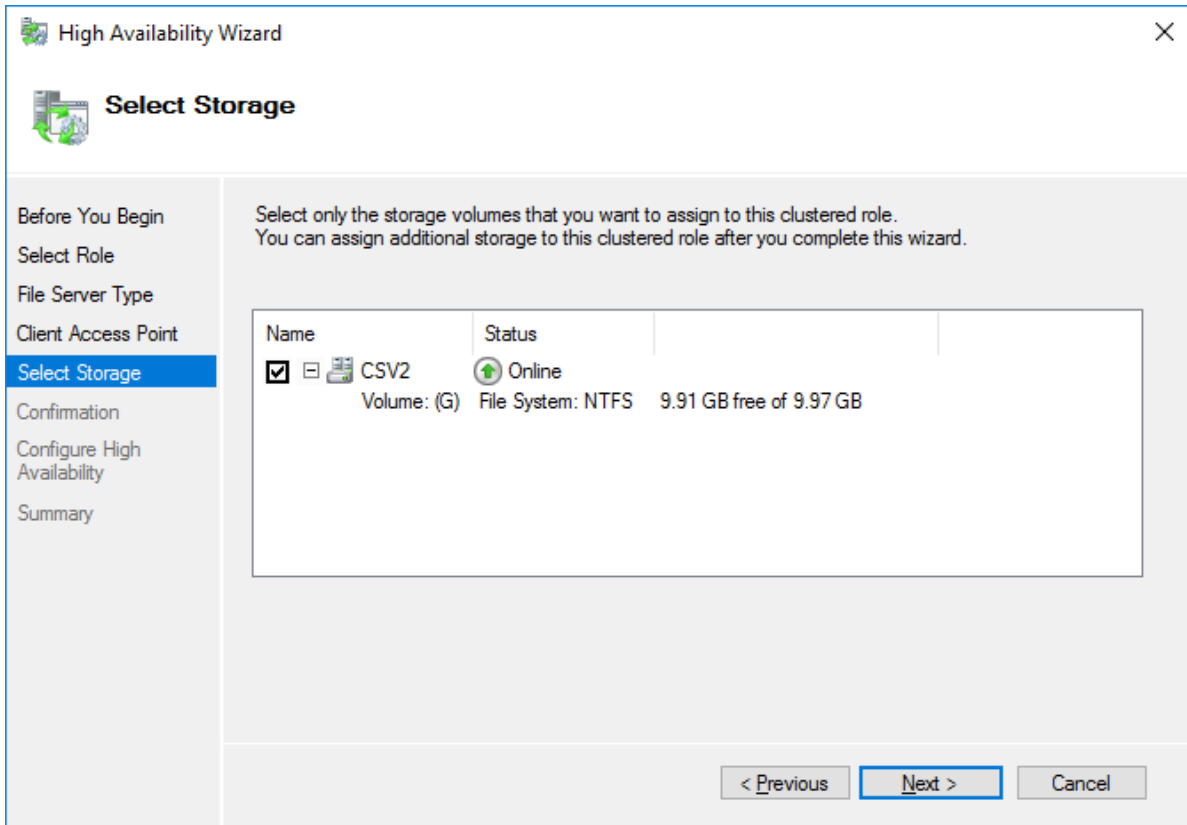 High Availability Wizard
Select Storage
Before You Begin
Select Role
File Server Type
Client Access Point
Select Storage
Confirmation
Configure High
Availability
Summary
Select only the storage volumes that you want to assign to this clustered role.
You can assign additional storage to this clustered role after you complete this wizard.
Name Status
CSV2 Online
Volume: (G) File System: NTFS 9.91 GB free of 9.97 GB
< Previous Next > Cancel